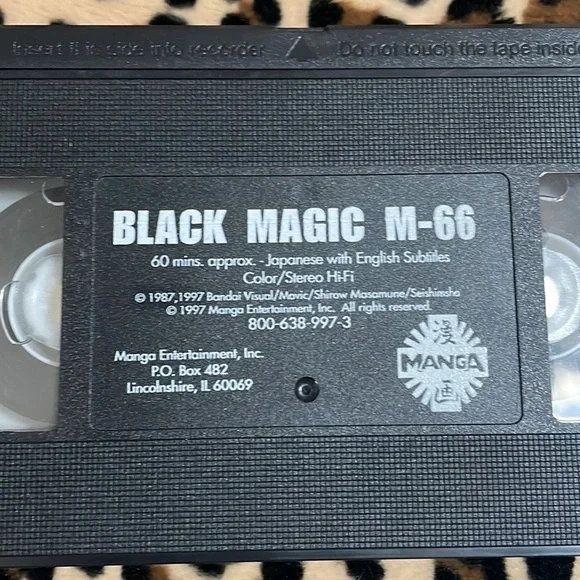 Insert this side into recorder
Do not touch the tape inside
BLACK MAGIC M-66
60 mins. approx. - Japanese with English Subtitles
Color/Stereo Hi-Fi
© 1987,1997 Bandai Visual/Movic/Shirow Masamune/Seishimsha
© 1997 Manga Entertainment, Inc. All rights reserved.
800-638-997-3
Manga Entertainment, Inc.
P.O. Box 482
Lincolnshire, IL 60069
漫
MANGA
画